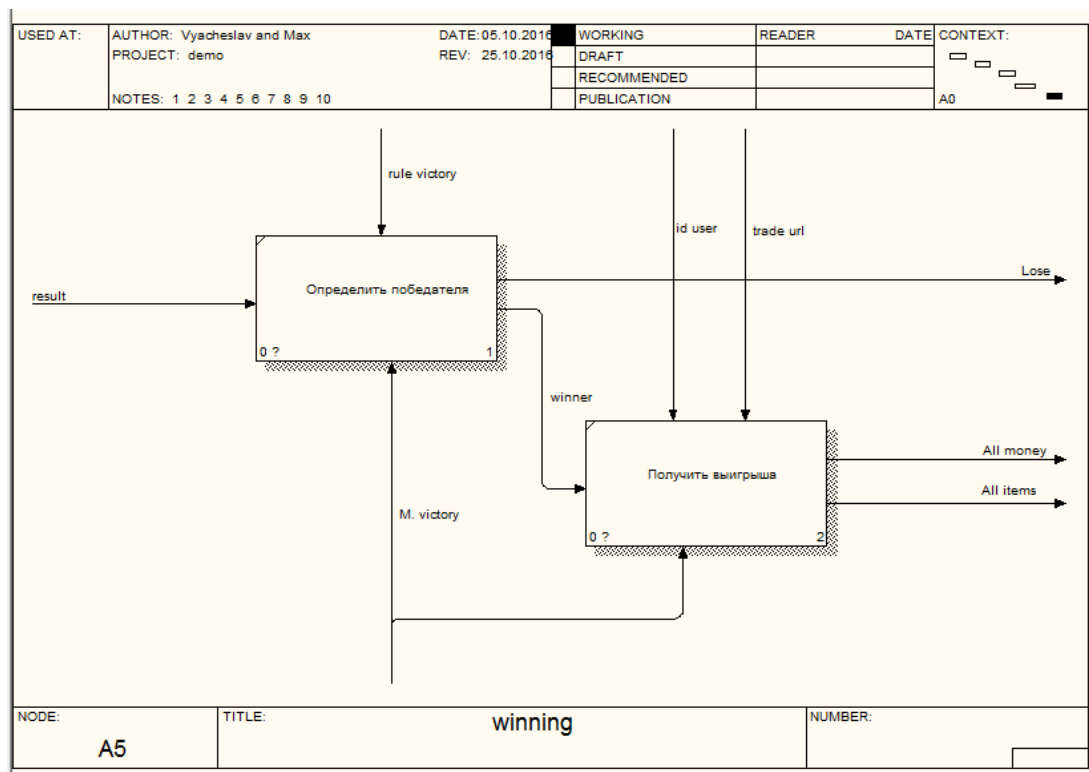 USED AT:
AUTHOR: Vyacheslav and Max
DATE: 05.10.2016
WORKING
READER
DATE
CONTEXT:
PROJECT: demo
REV: 25.10.2016
DRAFT
RECOMMENDED
NOTES: 1 2 3 4 5 6 7 8 9 10
PUBLICATION
A0
rule victory
id user
trade url
Lose
Определить победателя
result
0 ?
1
winner
All money
Получить выигрыша
All items
M. victory
0 ?
2
NODE:
TITLE:
winning
NUMBER:
A5